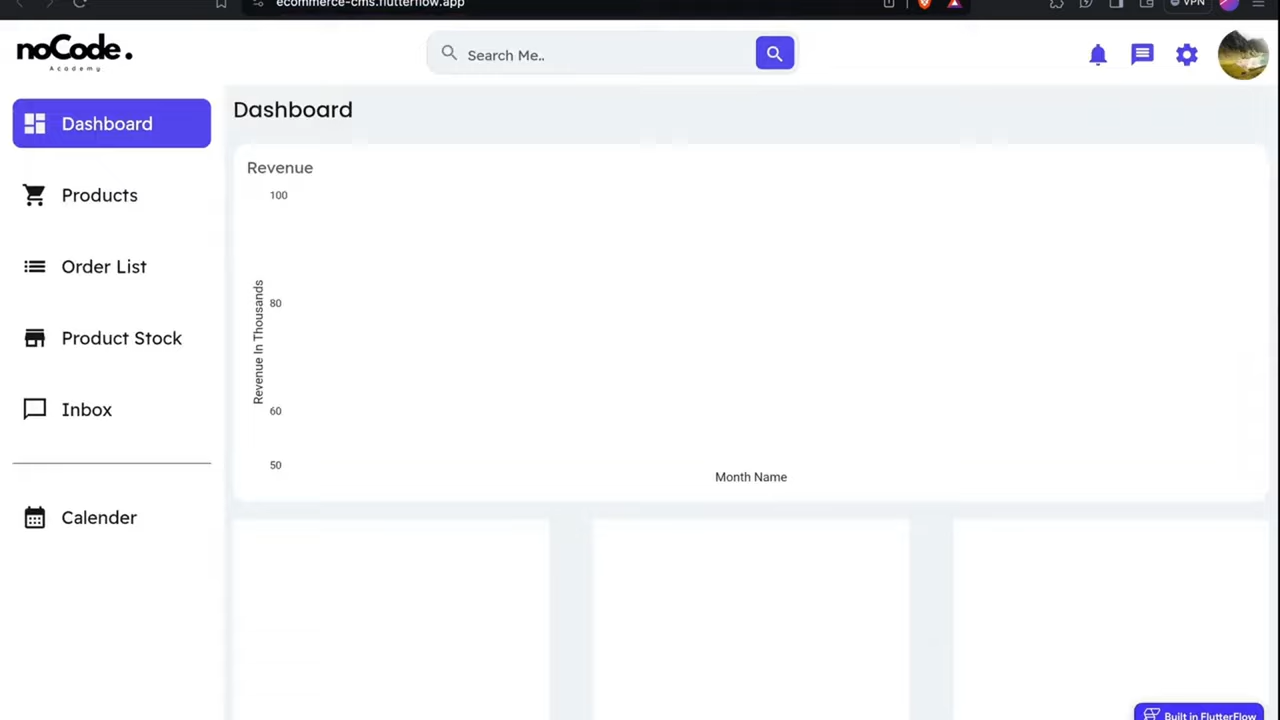 ecommerce-cms.flutterflow.app
VPN
noCode.
Academy
Search Me..
Dashboard
Products
Order List
Product Stock
Inbox
Calender
Dashboard
Revenue
100
80
60
50
Revenue In Thousands
Month Name
Built in FlutterFlow